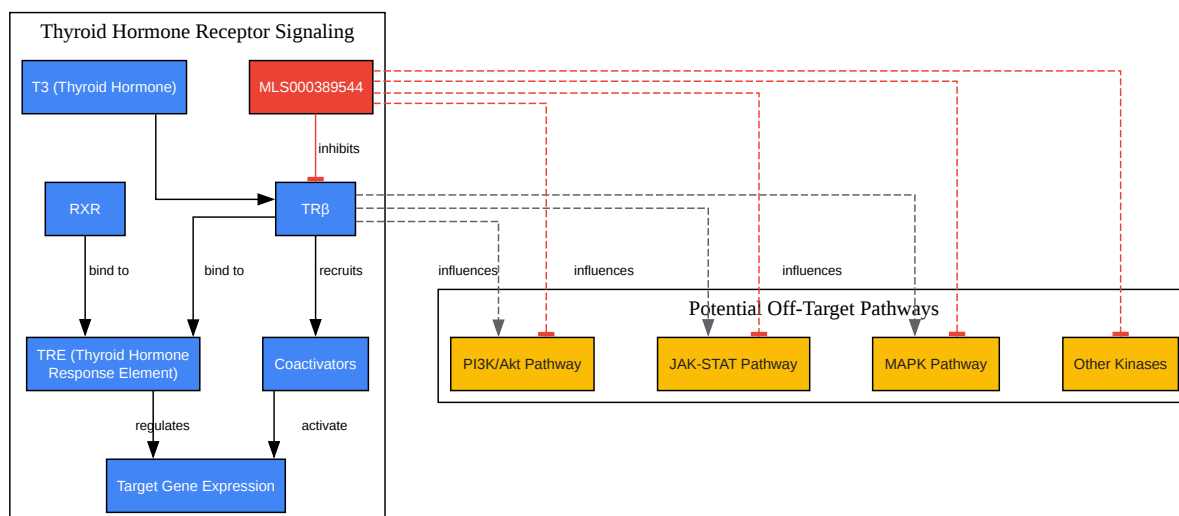 Thyroid Hormone Receptor Signaling
T3 (Thyroid Hormone)
MLS000389544
inhibits
RXR
TRβ
bind to
bind to
recruits
influences
influences
influences
Potential Off-Target Pathways
TRE (Thyroid Hormone
Response Element)
Coactivators
PI3K/Akt Pathway
JAK-STAT Pathway
MAPK Pathway
Other Kinases
regulates
activate
Target Gene Expression